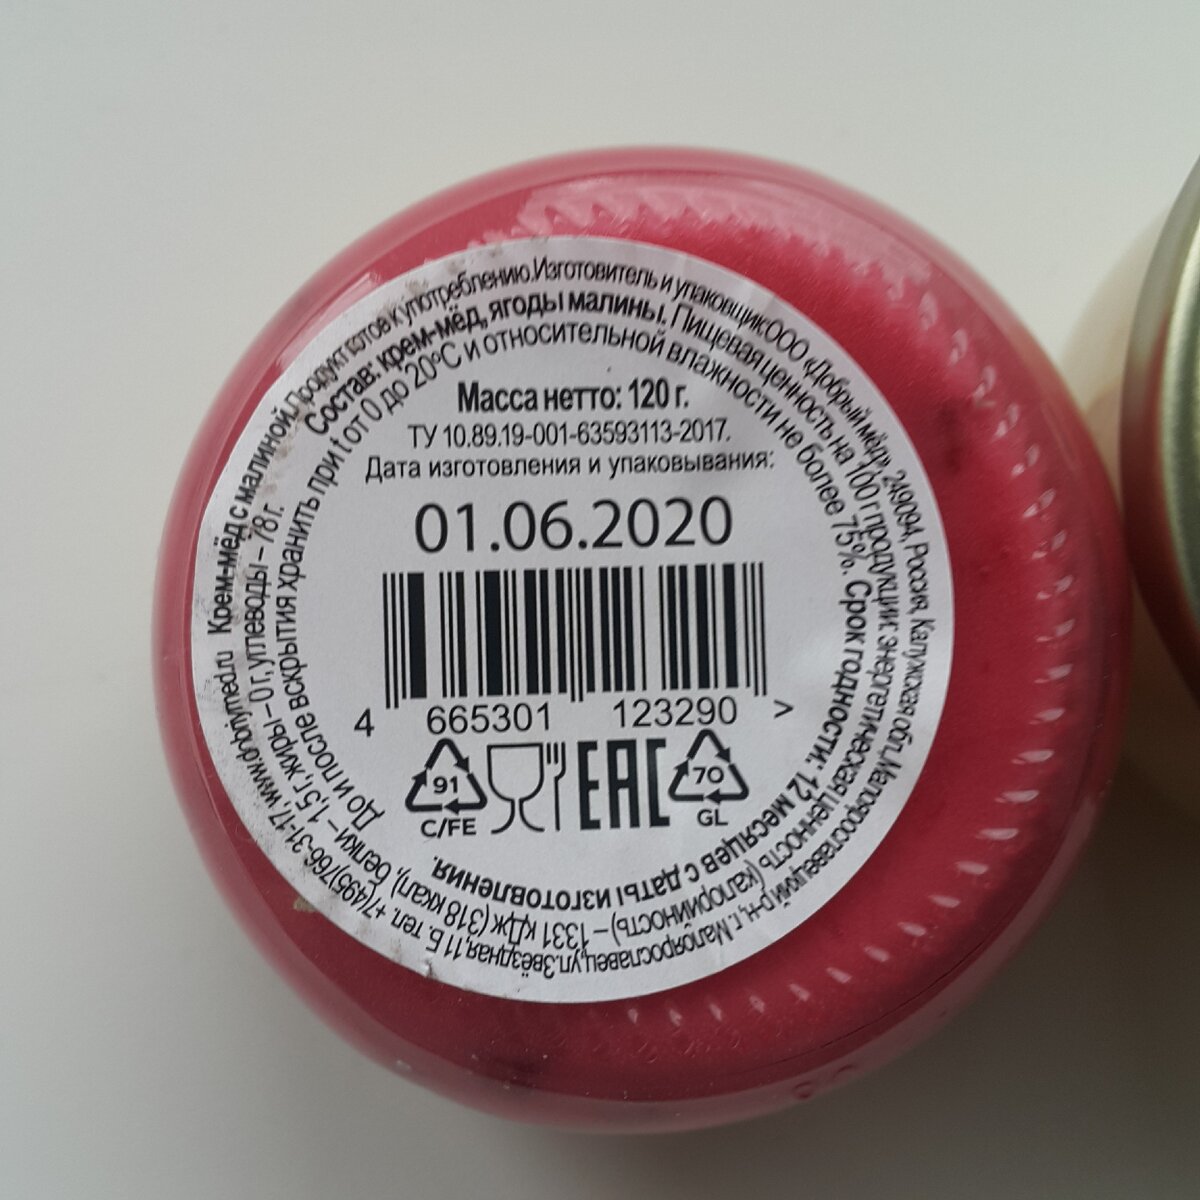 Крем-мёд с малиной. Продукт готов к употреблению. Изготовитель и упаковщик: ООО «Добрый мёд», 249094, Россия, Калужская обл., Малоярославецкий р-н, г. Малоярославец, ул. Звёздная, 11 Б. тел. +7(495)766-31-17, www.dobryimed.ru
Состав: крем-мёд, ягоды малины. Пищевая ценность на 100 г продукции: энергетическая ценность (калорийность) – 1331 кДж (318 ккал), белки – 1,5 г, жиры – 0 г, углеводы – 78 г.
До и после вскрытия хранить при t от 0 до 20°С и относительной влажности не более 75%. Срок годности: 12 месяцев с даты изготовления.
Масса нетто: 120 г.
ТУ 10.89.19-001-63593113-2017.
Дата изготовления и упаковывания:
01.06.2020
4 665301 123290 >
91 EAC 70
C/FE GL